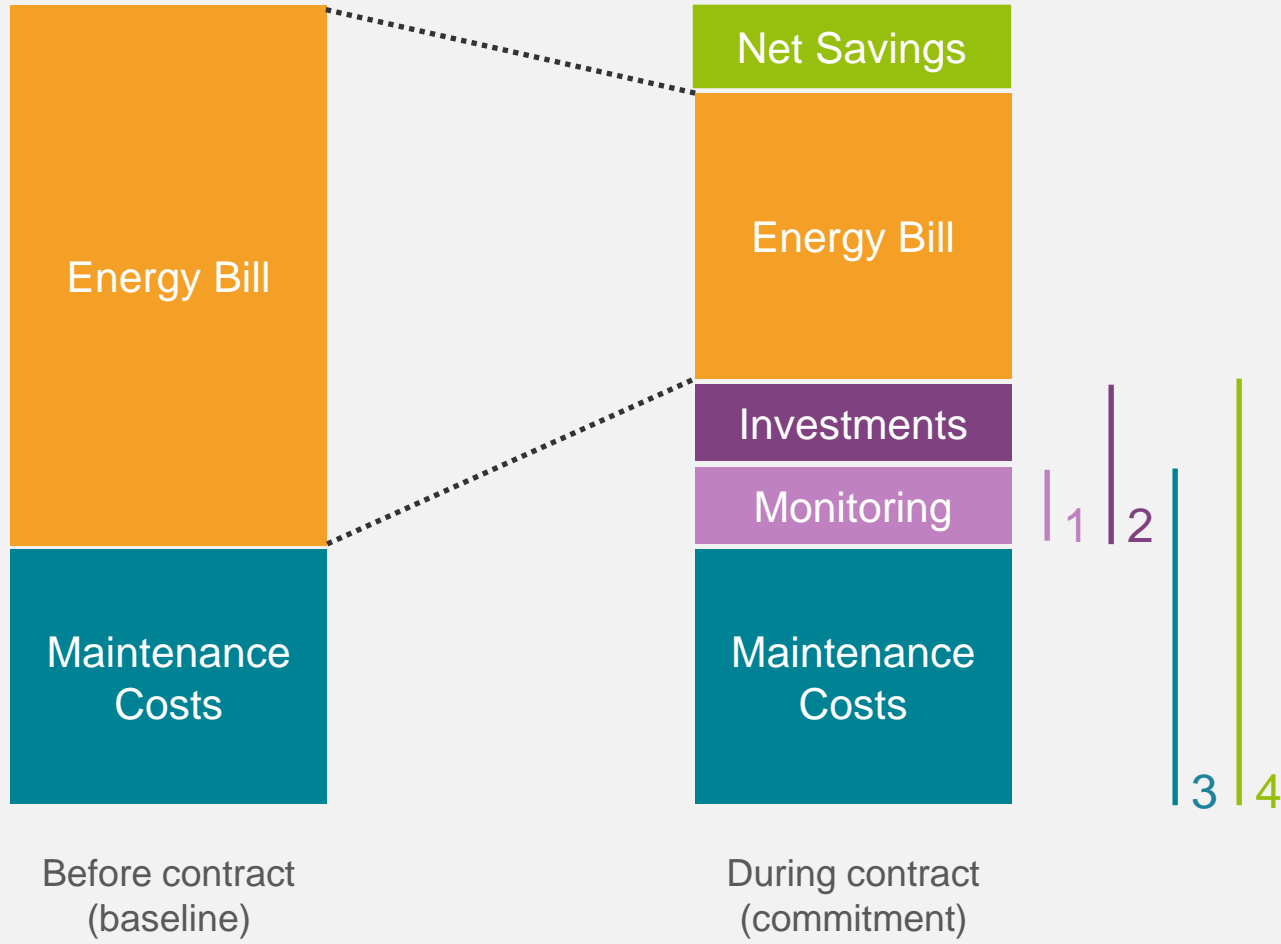 Energy Bill
Maintenance
Costs
Before contract
(baseline)
Net Savings
Energy Bill
Investments
Monitoring
Maintenance
Costs
During contract
(commitment)
1
2
3
4